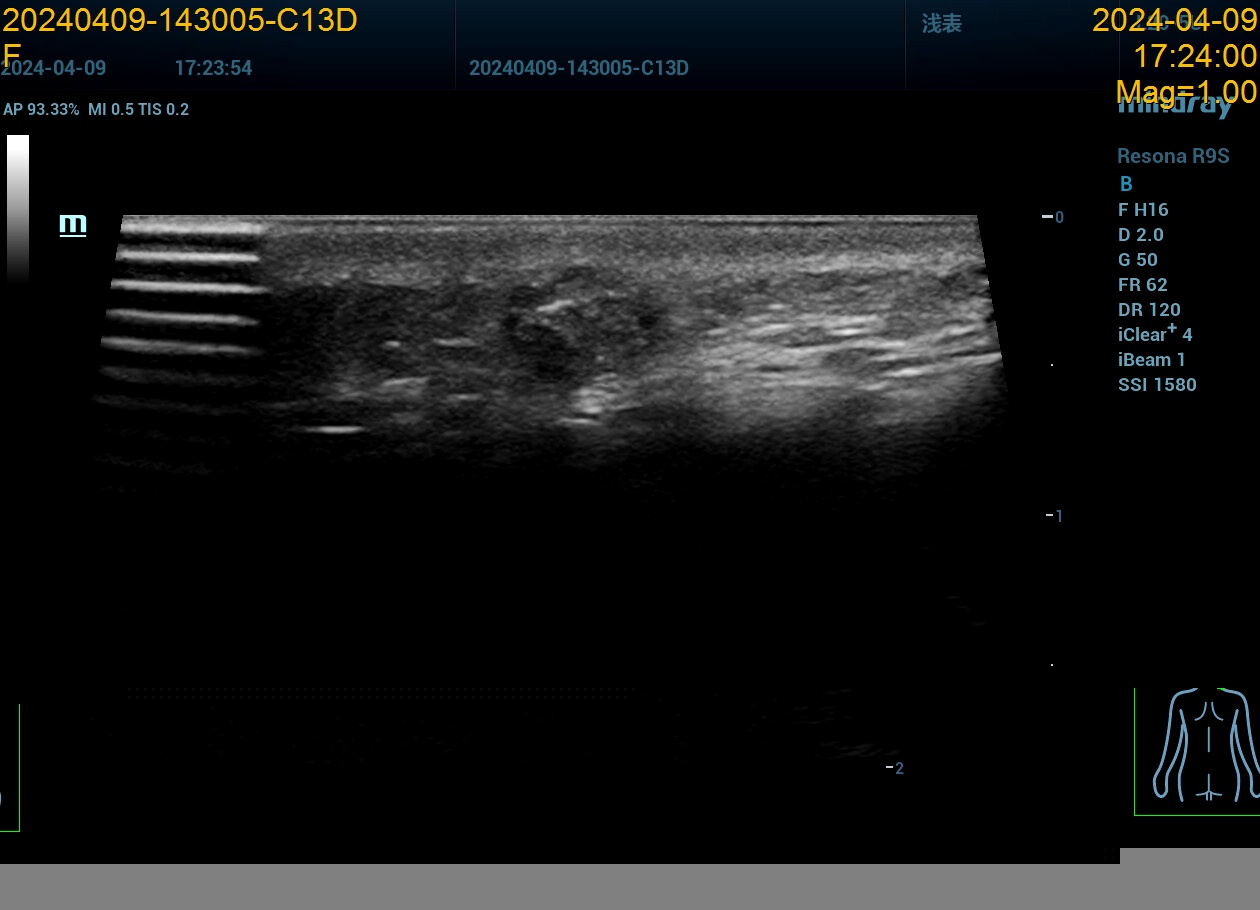 20240409-143005-C13D
F
2024-04-09
17:24:00
Mag=1.00
2024-04-09 17:23:54 20240409-143005-C13D 浅表
AP 93.33% MI 0.5 TIS 0.2
mindray
Resona R9S
B
F H16
D 2.0
G 50
FR 62
DR 120
iClear+ 4
iBeam 1
SSI 1580
m
0
1
2